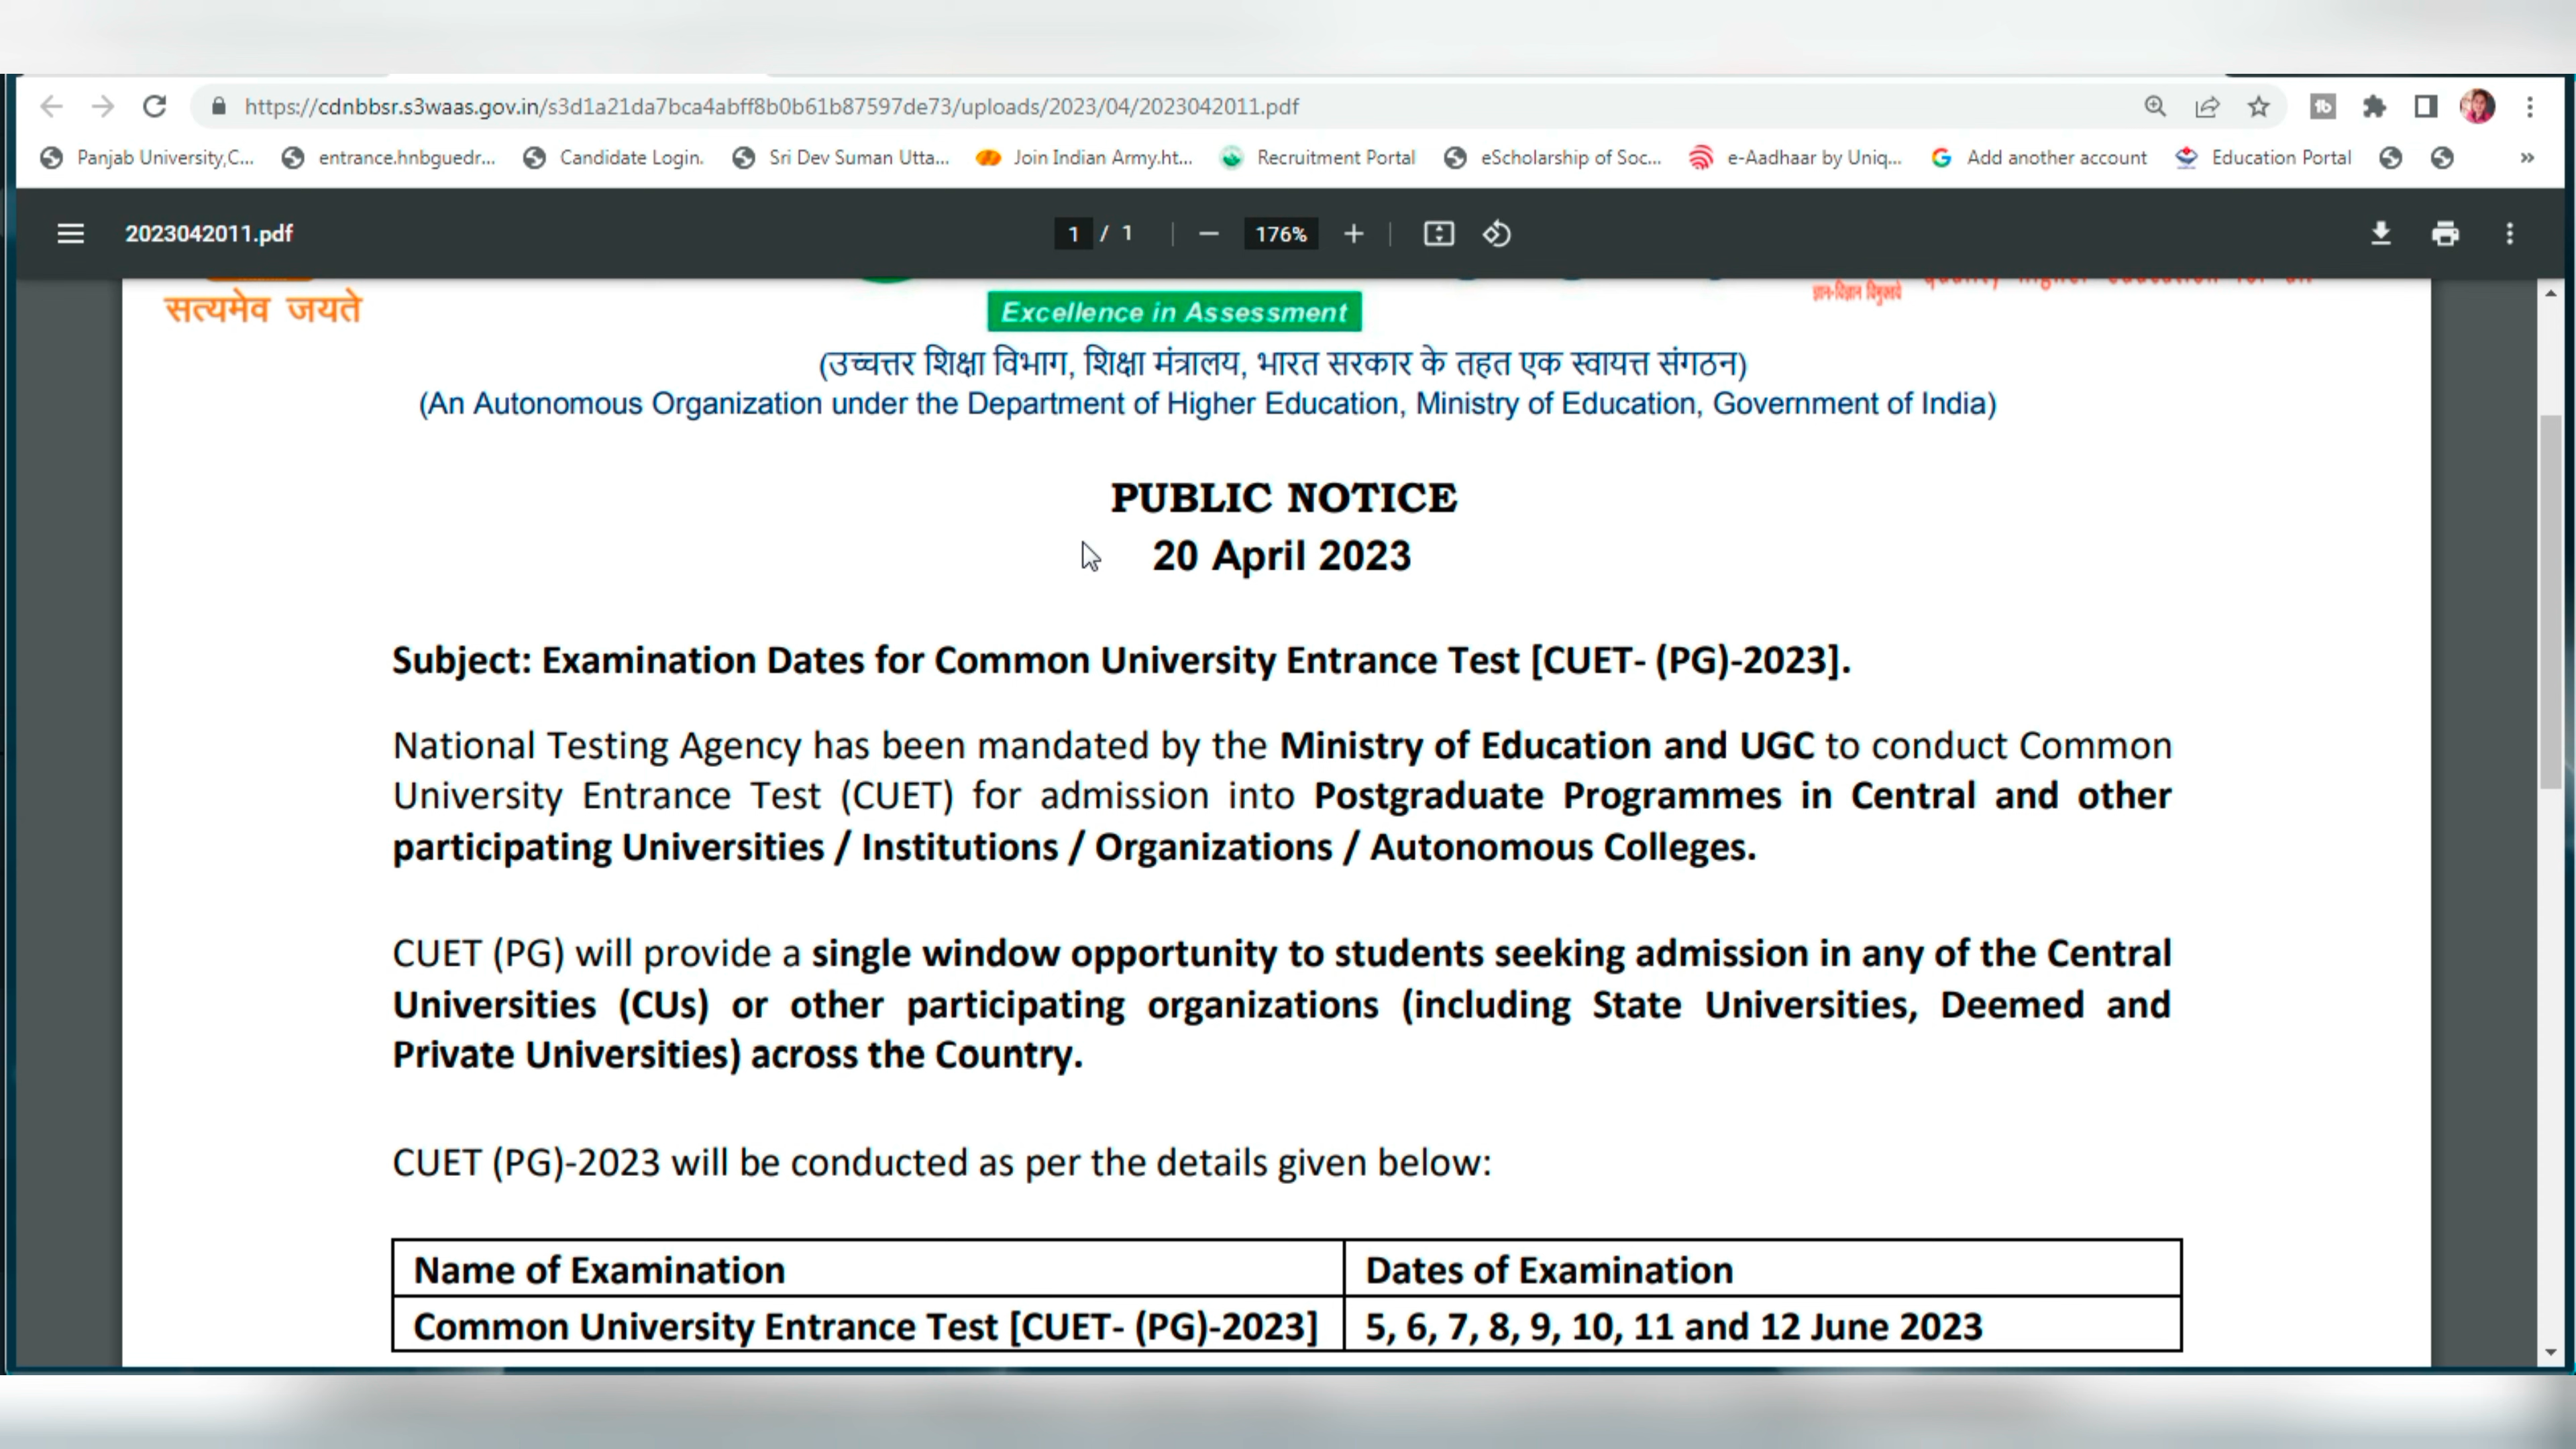 https://cdnbbsr.s3waas.gov.in/s3d1a21da7bca4abff8b0b61b87597de73/uploads/2023/04/2023042011.pdf
Panjab University,C... entrance.hnbguedr... Candidate Login. Sri Dev Suman Utta... Join Indian Army.ht... Recruitment Portal eScholarship of Soc... e-Aadhaar by Uniq... Add another account Education Portal »
2023042011.pdf 1 / 1 176%
सत्यमेव जयते
ज्ञान-विज्ञान विमुक्तये
Excellence in Assessment
(उच्चत्तर शिक्षा विभाग, शिक्षा मंत्रालय, भारत सरकार के तहत एक स्वायत्त संगठन)
(An Autonomous Organization under the Department of Higher Education, Ministry of Education, Government of India)
PUBLIC NOTICE
20 April 2023
Subject: Examination Dates for Common University Entrance Test [CUET- (PG)-2023].
National Testing Agency has been mandated by the Ministry of Education and UGC to conduct Common
University Entrance Test (CUET) for admission into Postgraduate Programmes in Central and other
participating Universities / Institutions / Organizations / Autonomous Colleges.
CUET (PG) will provide a single window opportunity to students seeking admission in any of the Central
Universities (CUs) or other participating organizations (including State Universities, Deemed and
Private Universities) across the Country.
CUET (PG)-2023 will be conducted as per the details given below:
Name of Examination Dates of Examination
Common University Entrance Test [CUET- (PG)-2023] 5, 6, 7, 8, 9, 10, 11 and 12 June 2023